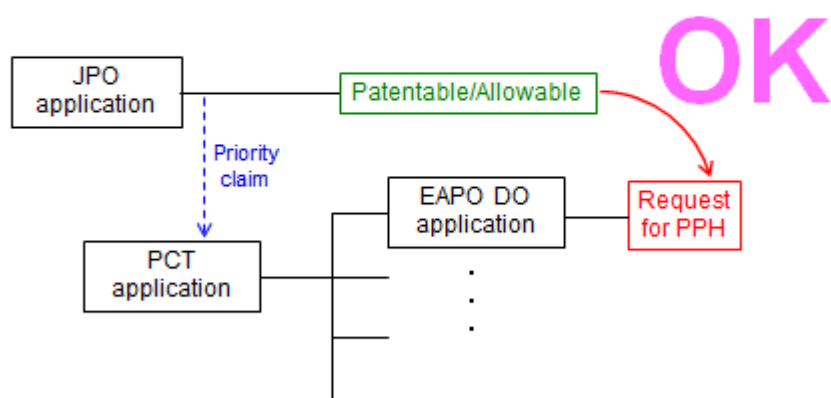 OK
JPO
application
Patentable/Allowable
Priority
claim
EAPO DO
application
Request
for PPH
PCT
application